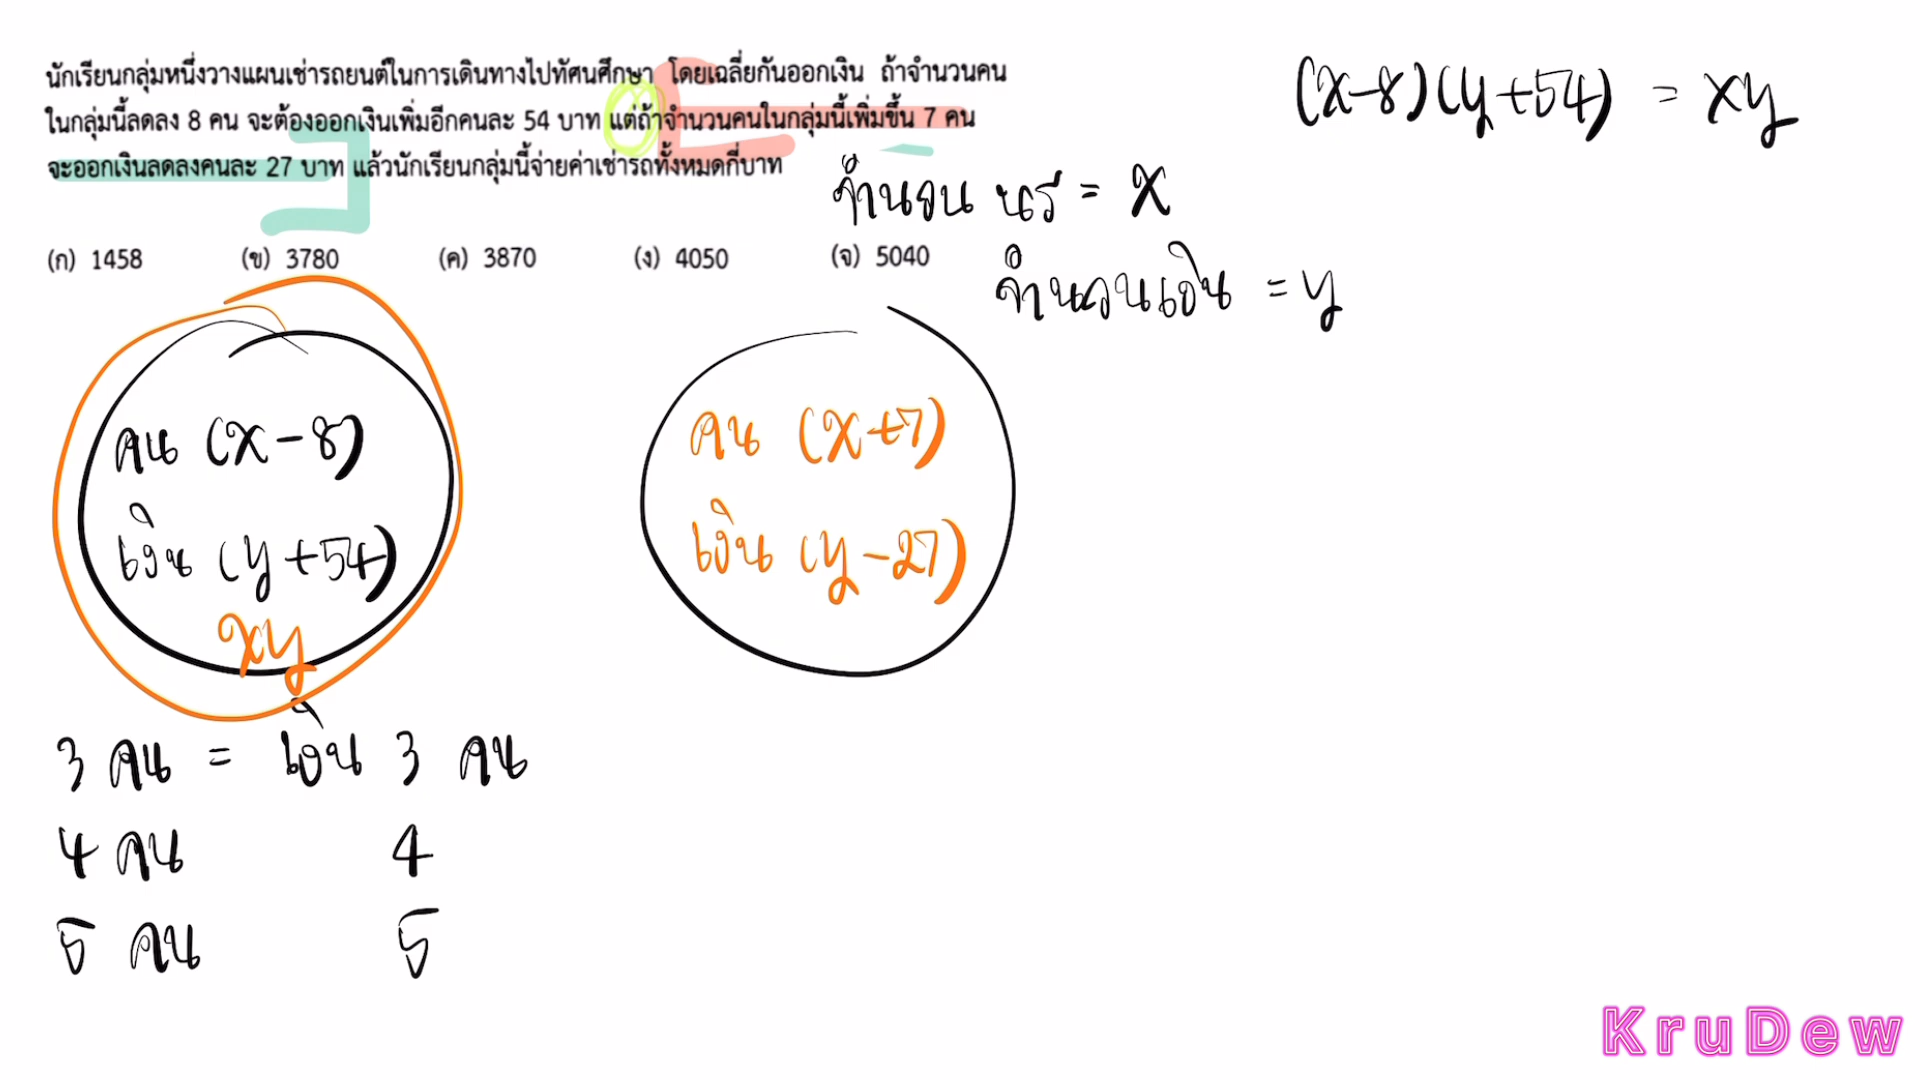 นักเรียนกลุ่มหนึ่งวางแผนเช่ารถยนต์ในการเดินทางไปทัศนศึกษา โดยเฉลี่ยกันออกเงิน ถ้าจำนวนคน
ในกลุ่มนี้ลดลง 8 คน จะต้องออกเงินเพิ่มอีกคนละ 54 บาท แต่ถ้าจำนวนคนในกลุ่มนี้เพิ่มขึ้น 7 คน
จะออกเงินลดลงคนละ 27 บาท แล้วนักเรียนกลุ่มนี้จ่ายค่าเช่ารถทั้งหมดกี่บาท
(ก) 1458 (ข) 3780 (ค) 3870 (ง) 4050 (จ) 5040
(x-8)(y+54) = xy
จำนวน นร = x
จำนวนเงิน = y
คน (x-8)
เงิน (y+54)
xy
คน (x+7)
เงิน (y-27)
3 คน = เงิน 3 คน
4 คน 4
5 คน 5
KruDew